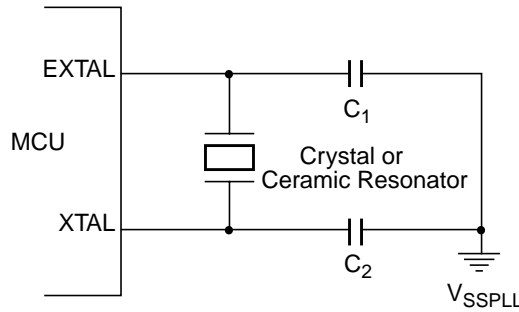 EXTAL
C1
MCU
Crystal or
Ceramic Resonator
XTAL
C2
VSSPLL